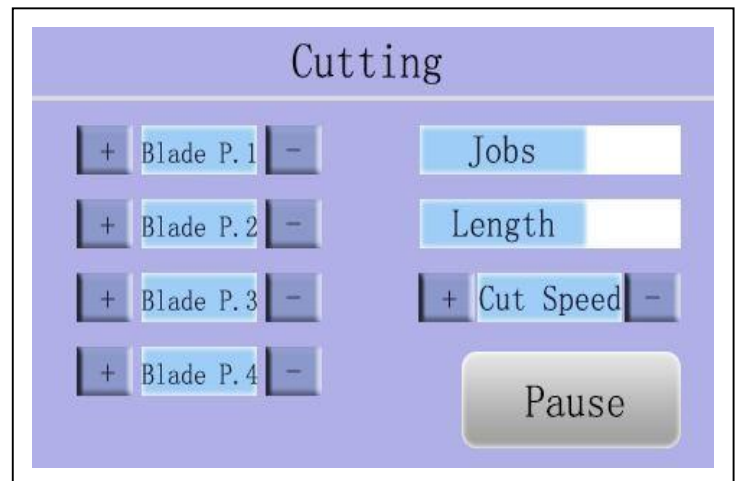 Cutting
+ Blade P.1 - Jobs
+ Blade P.2 - Length
+ Blade P.3 - + Cut Speed -
+ Blade P.4 -
Pause